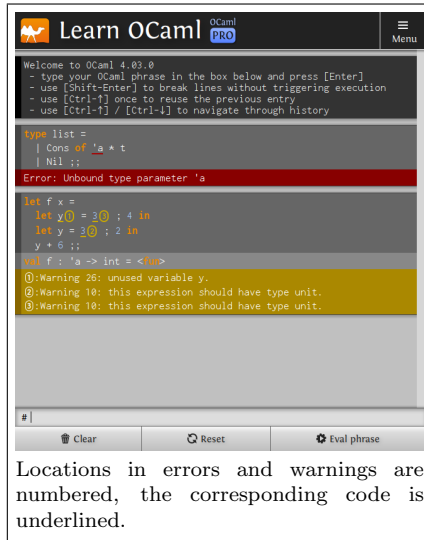 Learn OCaml OCaml PRO
Menu
Welcome to OCaml 4.03.0
- type your OCaml phrase in the box below and press [Enter]
- use [Shift-Enter] to break lines without triggering execution
- use [Ctrl-↑] once to reuse the previous entry
- use [Ctrl-↑] / [Ctrl-↓] to navigate through history
type list =
| Cons of 'a * t
| Nil ;;
Error: Unbound type parameter 'a
let f x =
let y① = 3③ ; 4 in
let y = 3② ; 2 in
y + 6 ;;
val f : 'a -> int = <fun>
①:Warning 26: unused variable y.
②:Warning 10: this expression should have type unit.
③:Warning 10: this expression should have type unit.
#
Clear Reset Eval phrase
Locations in errors and warnings are
numbered, the corresponding code is
underlined.